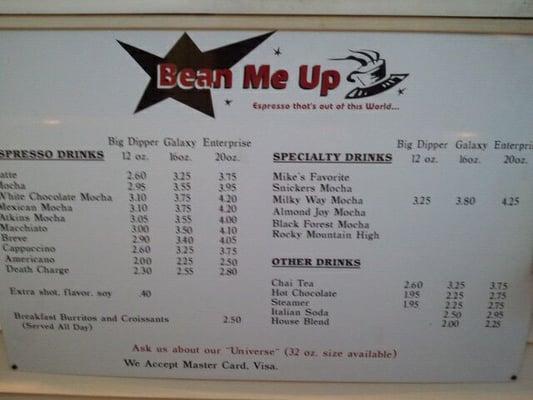 Bean Me Up
Espresso that's out of this World...
Big Dipper Galaxy Enterprise
SPRESSO DRINKS 12 oz. 16oz. 20oz.
atte 2.60 3.25 3.75
Mocha 2.95 3.55 3.95
White Chocolate Mocha 3.10 3.75 4.20
Mexican Mocha 3.10 3.75 4.20
Atkins Mocha 3.05 3.55 4.00
Macchiato 3.00 3.50 4.10
Breve 2.90 3.40 4.05
Cappuccino 2.60 3.25 3.75
Americano 2.00 2.25 2.50
Death Charge 2.30 2.55 2.80
Extra shot, flavor, soy .40
Breakfast Burritos and Croissants 2.50
(Served All Day)
Big Dipper Galaxy Enterpri
SPECIALTY DRINKS 12 oz. 16oz. 20oz.
Mike's Favorite
Snickers Mocha
Milky Way Mocha 3.25 3.80 4.25
Almond Joy Mocha
Black Forest Mocha
Rocky Mountain High
OTHER DRINKS
Chai Tea 2.60 3.25 3.75
Hot Chocolate 1.95 2.25 2.75
Steamer 1.95 2.25 2.75
Italian Soda 2.50 2.95
House Blend 2.00 2.25
Ask us about our "Universe" (32 oz. size available)
We Accept Master Card, Visa.